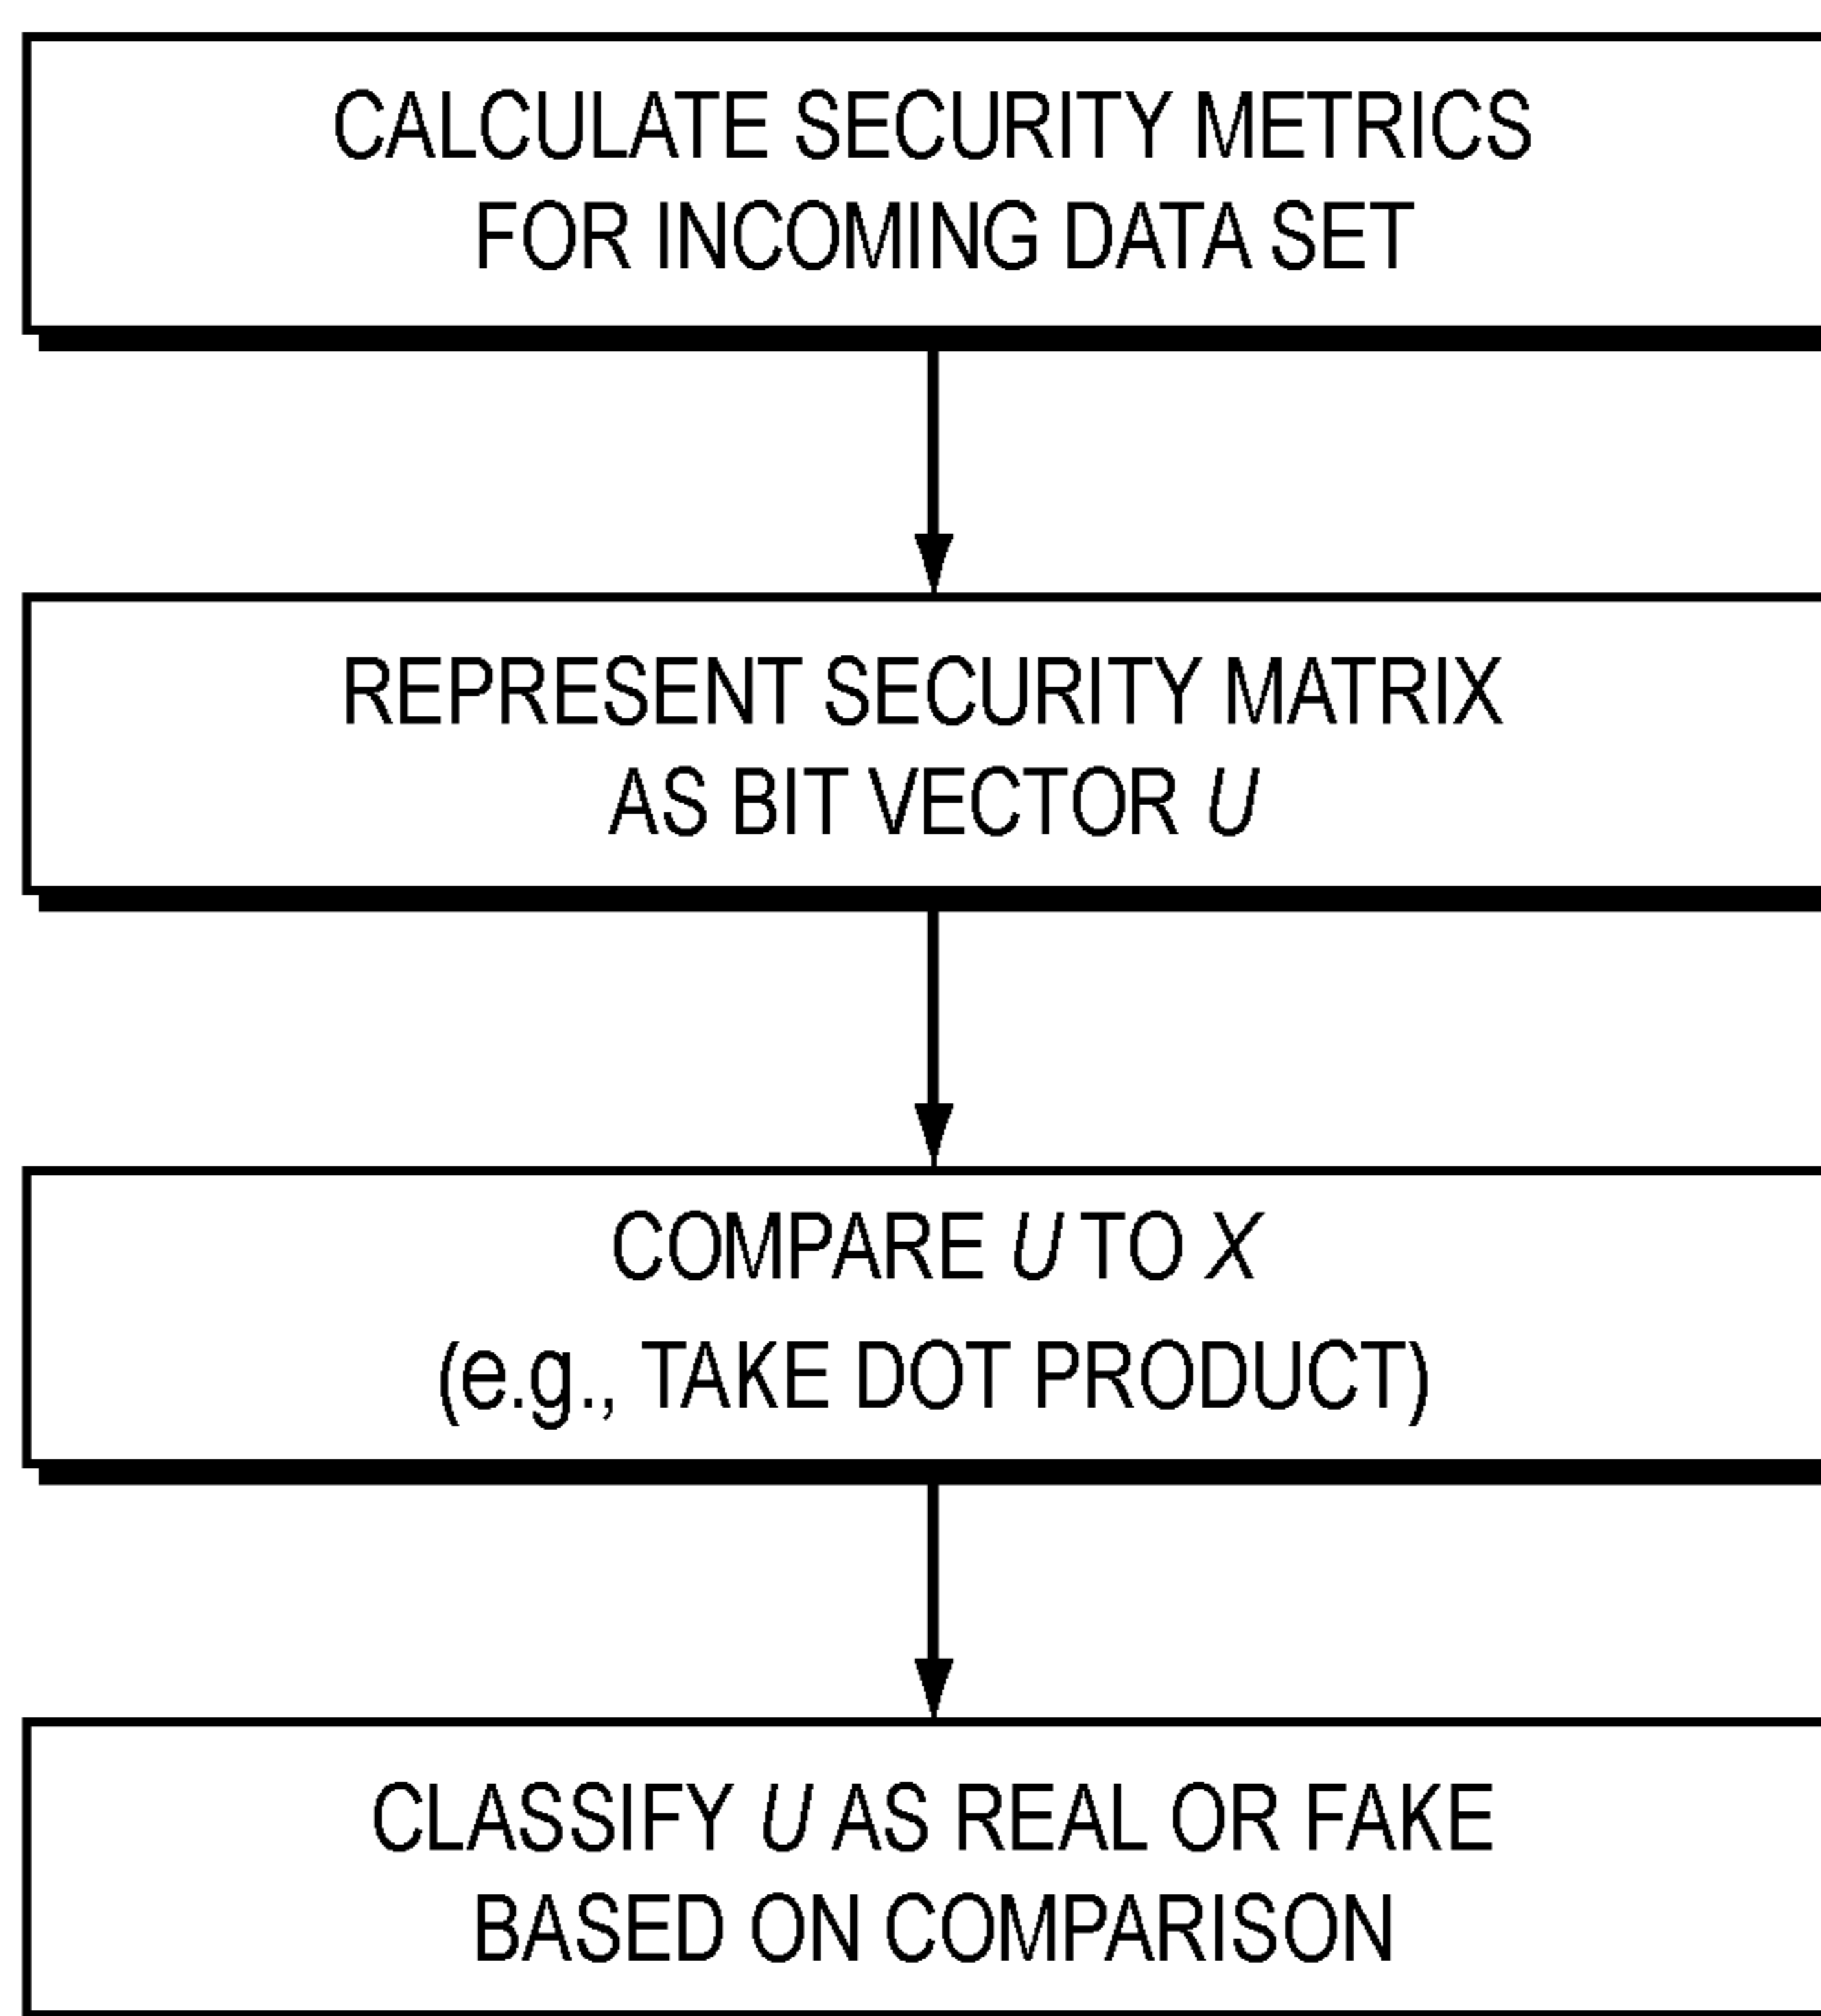 CALCULATE SECURITY METRICS
FOR INCOMING DATA SET
REPRESENT SECURITY MATRIX
AS BIT VECTOR U
COMPARE U TO X
(e.g., TAKE DOT PRODUCT)
CLASSIFY U AS REAL OR FAKE
BASED ON COMPARISON